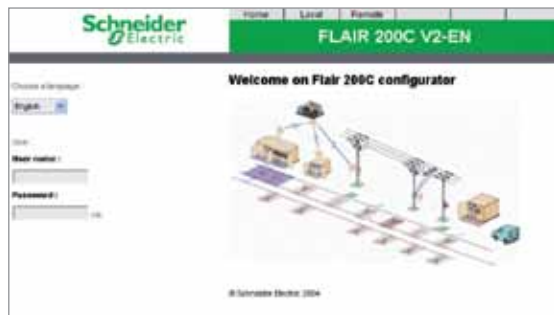 Schneider
Electric
Home Local Remote
FLAIR 200C V2-EN
Choose a language:
English
User
User name :
Password :
ok
Welcome on Flair 200C configurator
© Schneider Electric 2004